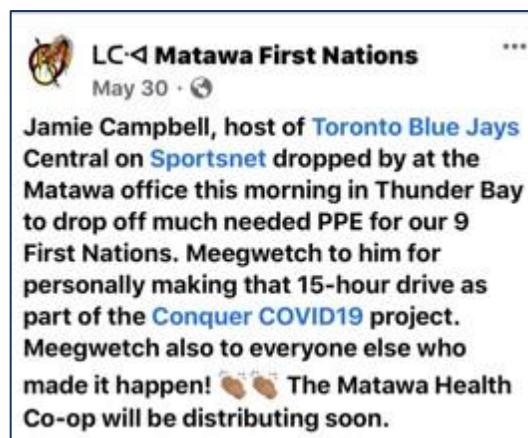 ᒪᑕᐧᐊ Matawa First Nations
...
May 30 ·
Jamie Campbell, host of Toronto Blue Jays
Central on Sportsnet dropped by at the
Matawa office this morning in Thunder Bay
to drop off much needed PPE for our 9
First Nations. Meegwetch to him for
personally making that 15-hour drive as
part of the Conquer COVID19 project.
Meegwetch also to everyone else who
made it happen! 👏🏽👏🏽 The Matawa Health
Co-op will be distributing soon.